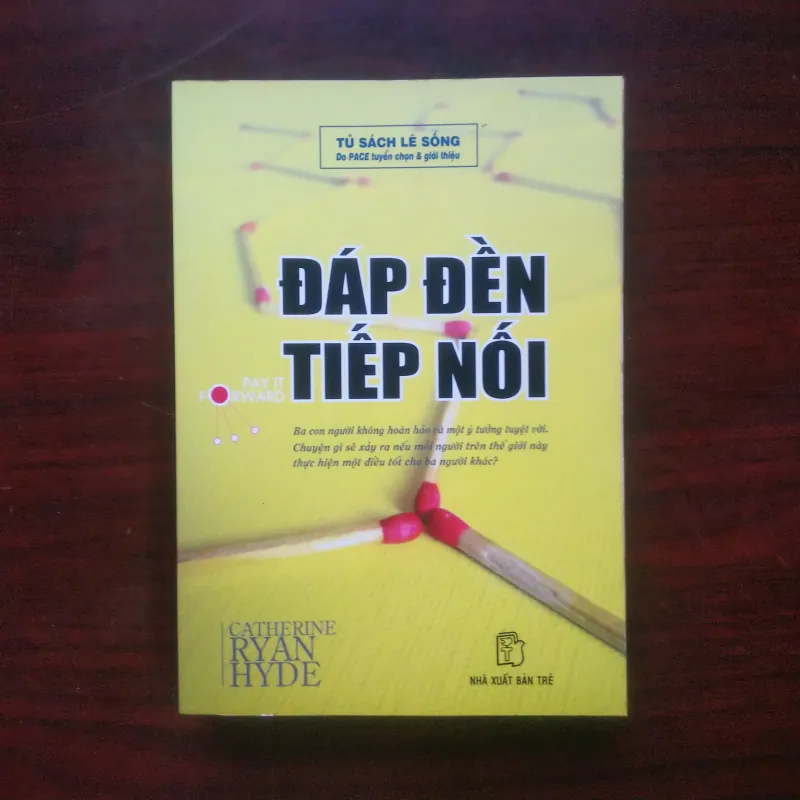 TỦ SÁCH LẼ SỐNG
Do PACE tuyển chọn & giới thiệu
ĐÁP ĐỀN
TIẾP NỐI
PAY IT
FORWARD
Ba con người không hoàn hảo và một ý tưởng tuyệt vời.
Chuyện gì sẽ xảy ra nếu mỗi người trên thế giới này
thực hiện một điều tốt cho ba người khác?
CATHERINE
RYAN
HYDE
NHÀ XUẤT BẢN TRẺ